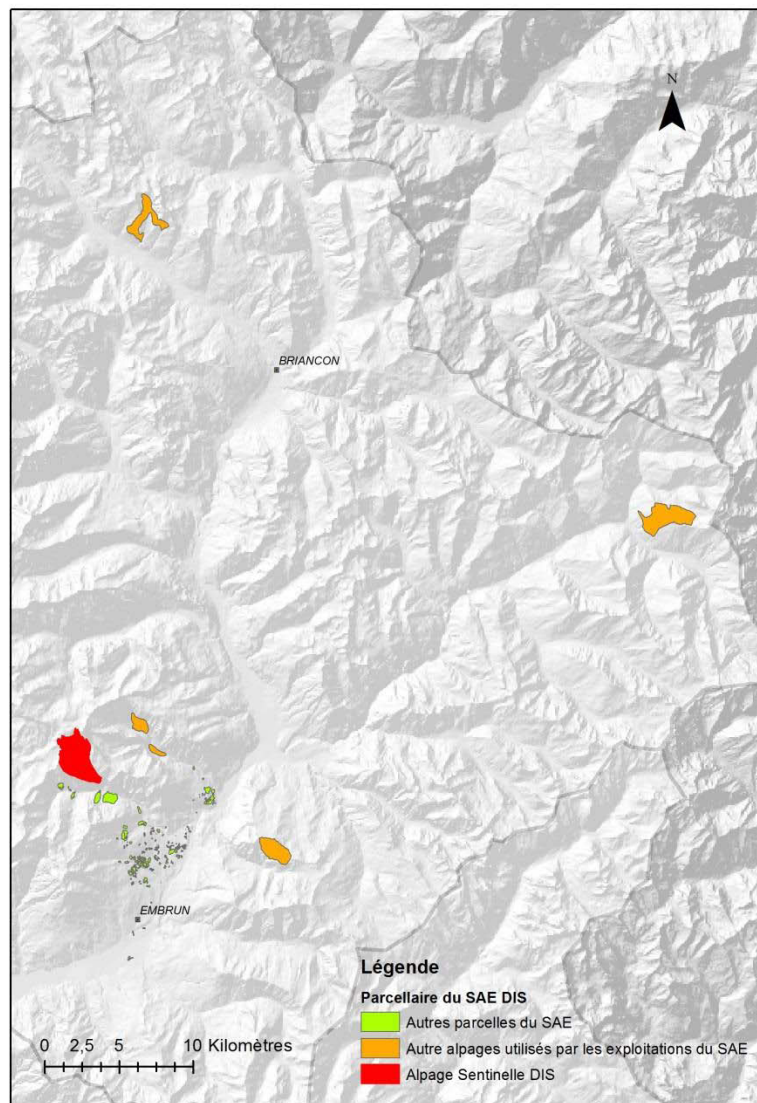 N
BRIANCON
EMBRUN
Légende
Parcellaire du SAE DIS
Autres parcelles du SAE
Autre alpages utilisés par les exploitations du SAE
Alpage Sentinelle DIS
0 2,5 5 10 Kilomètres